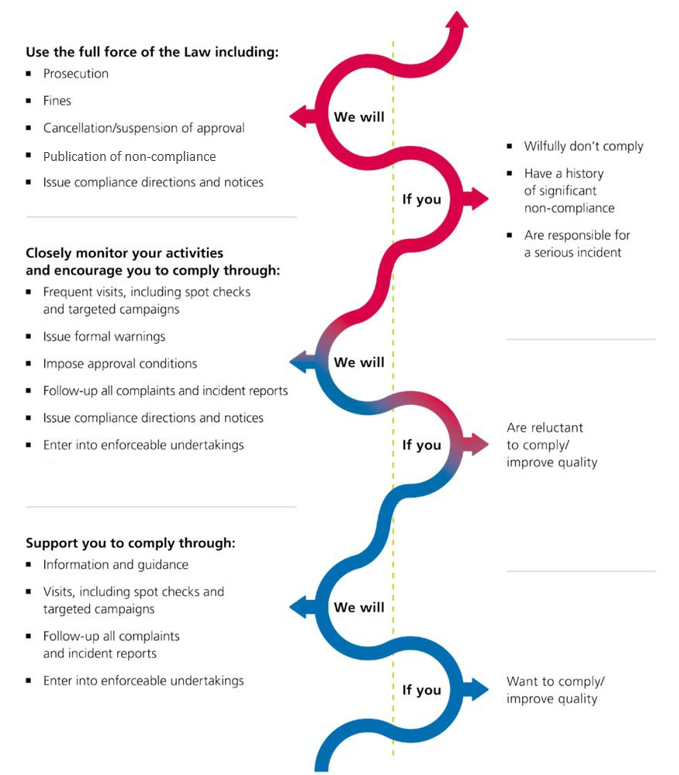 Use the full force of the Law including:
▪ Prosecution
▪ Fines
▪ Cancellation/suspension of approval
▪ Publication of non-compliance
▪ Issue compliance directions and notices
We will
If you
▪ Wilfully don’t comply
▪ Have a history
of significant
non-compliance
▪ Are responsible for
a serious incident
Closely monitor your activities
and encourage you to comply through:
▪ Frequent visits, including spot checks
and targeted campaigns
▪ Issue formal warnings
▪ Impose approval conditions
▪ Follow-up all complaints and incident reports
▪ Issue compliance directions and notices
▪ Enter into enforceable undertakings
We will
If you
Are reluctant
to comply/
improve quality
Support you to comply through:
▪ Information and guidance
▪ Visits, including spot checks and
targeted campaigns
▪ Follow-up all complaints
and incident reports
▪ Enter into enforceable undertakings
We will
If you
Want to comply/
improve quality